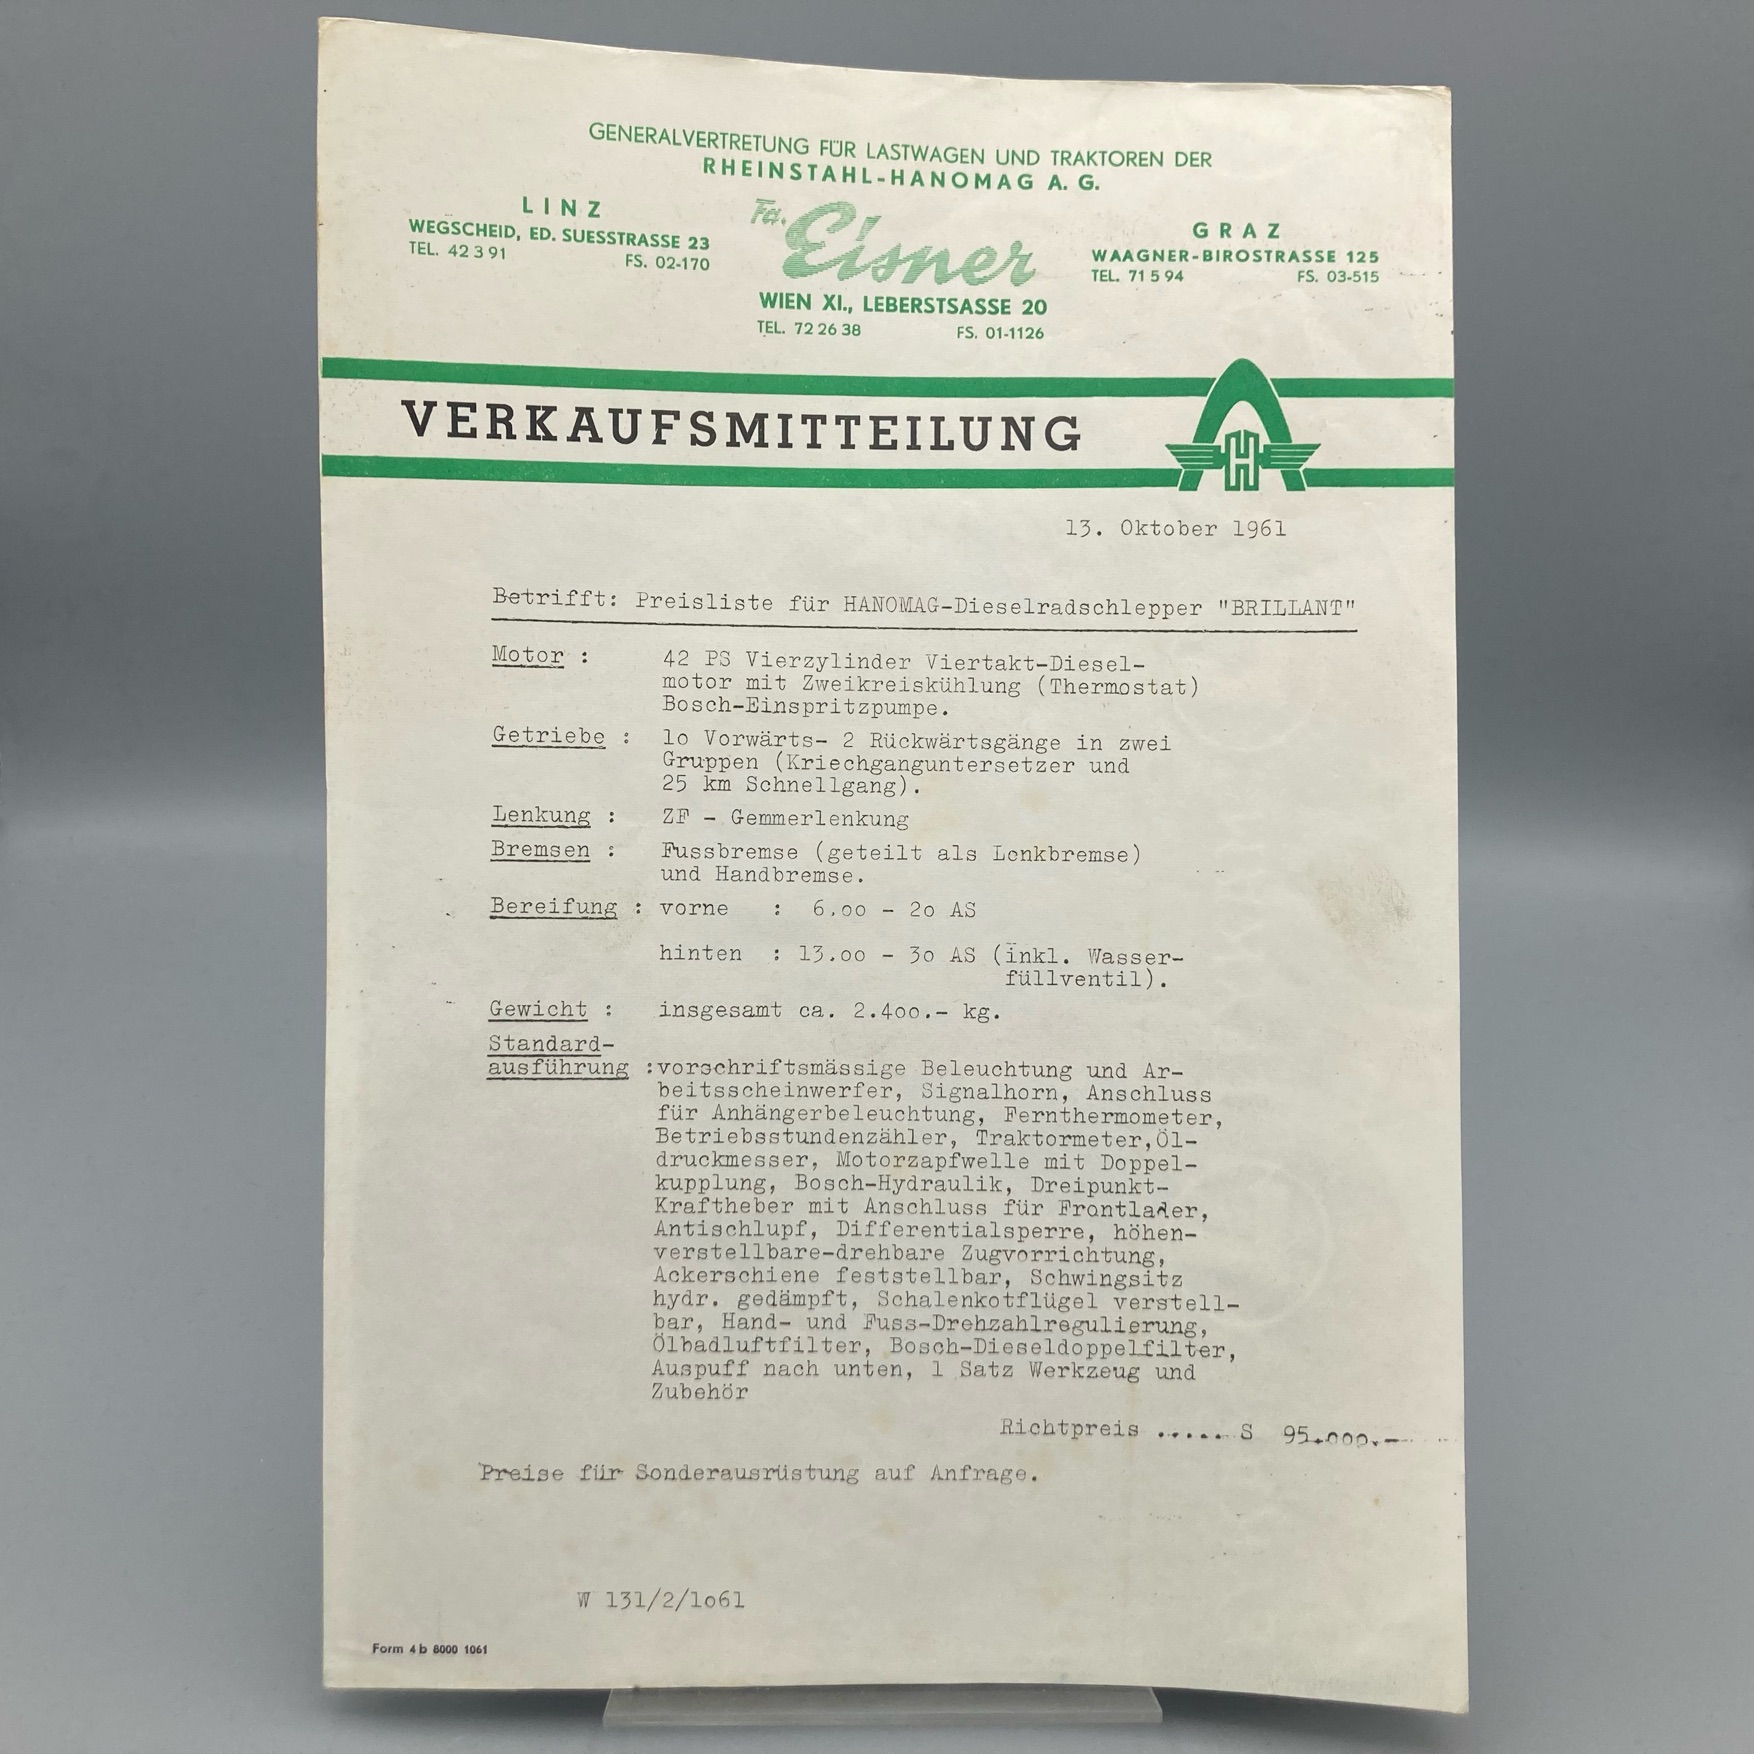 GENERALVERTRETUNG FÜR LASTWAGEN UND TRAKTOREN DER
RHEINSTAHL-HANOMAG A. G.
LINZ
WEGSCHEID, ED. SUESSTRASSE 23
TEL. 42 3 91 FS. 02-170
Fa. Eisner
WIEN XI., LEBERSTSASSE 20
TEL. 72 26 38 FS. 01-1126
GRAZ
WAAGNER-BIROSTRASSE 125
TEL. 71 5 94 FS. 03-515
VERKAUFSMITTEILUNG
H
13. Oktober 1961
Betrifft: Preisliste für HANOMAG-Dieselradschlepper "BRILLANT"
Motor : 42 PS Vierzylinder Viertakt-Diesel-
motor mit Zweikreiskühlung (Thermostat)
Bosch-Einspritzpumpe.
Getriebe : lo Vorwärts- 2 Rückwärtsgänge in zwei
Gruppen (Kriechganguntersetzer und
25 km Schnellgang).
Lenkung : ZF - Gemmerlenkung
Bremsen : Fussbremse (geteilt als Lenkbremse)
und Handbremse.
Bereifung : vorne : 6.oo - 2o AS
hinten : 13.oo - 3o AS (inkl. Wasser-
füllventil).
Gewicht : insgesamt ca. 2.4oo.- kg.
Standard-
ausführung :vorschriftsmässige Beleuchtung und Ar-
beitsscheinwerfer, Signalhorn, Anschluss
für Anhängerbeleuchtung, Fernthermometer,
Betriebsstundenzähler, Traktormeter,Öl-
druckmesser, Motorzapfwelle mit Doppel-
kupplung, Bosch-Hydraulik, Dreipunkt-
Kraftheber mit Anschluss für Frontlader,
Antischlupf, Differentialsperre, höhen-
verstellbare-drehbare Zugvorrichtung,
Ackerschiene feststellbar, Schwingsitz
hydr. gedämpft, Schalenkotflügel verstell-
bar, Hand- und Fuss-Drehzahlregulierung,
Ölbadluftfilter, Bosch-Dieseldoppelfilter,
Auspuff nach unten, 1 Satz Werkzeug und
Zubehör
Richtpreis ...... S 95.ooo.-
Preise für Sonderausrüstung auf Anfrage.
W 131/2/1o61
Form 4 b 8000 1061